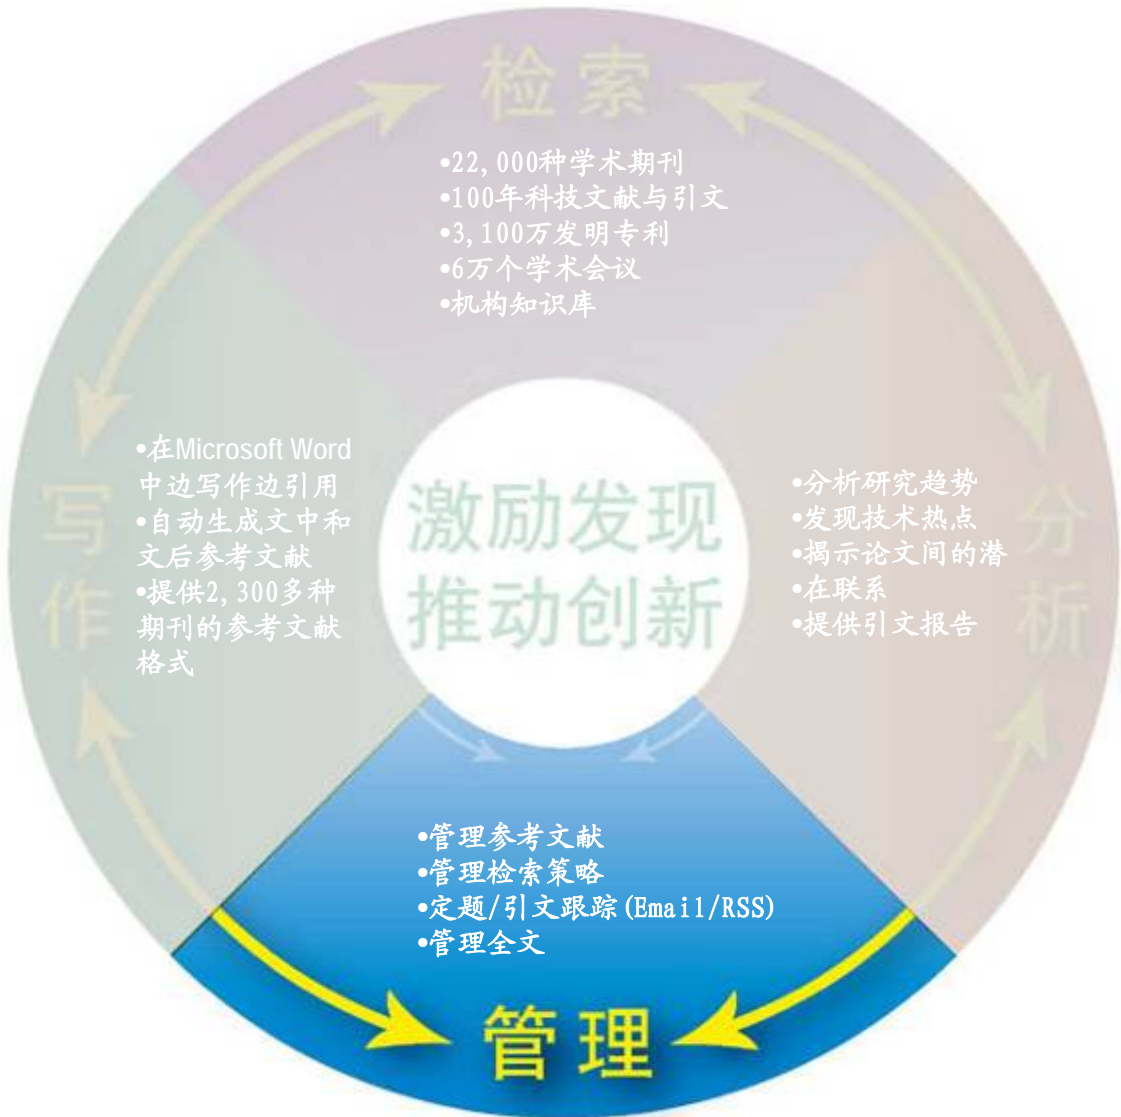 检索
•22,000种学术期刊
•100年科技文献与引文
•3,100万发明专利
•6万个学术会议
•机构知识库
写
作
•在Microsoft Word
中边写作边引用
•自动生成文中和
文后参考文献
•提供2,300多种
期刊的参考文献
格式
激励发现
推动创新
•分析研究趋势
•发现技术热点
•揭示论文间的潜
•在联系
•提供引文报告
分
析
•管理参考文献
•管理检索策略
•定题/引文跟踪(Email/RSS)
•管理全文
管理